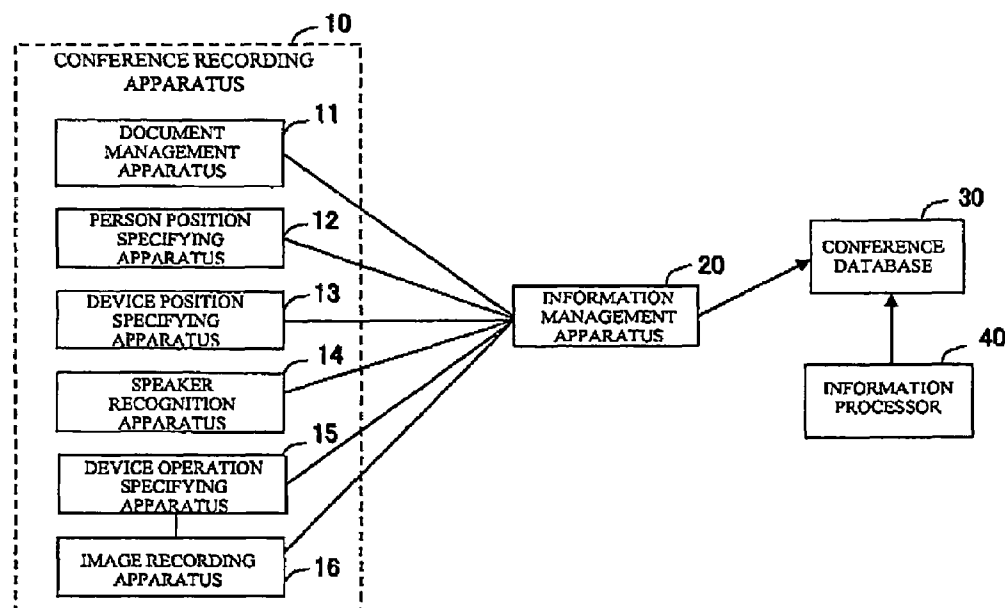 10
CONFERENCE RECORDING
APPARATUS
11
DOCUMENT
MANAGEMENT
APPARATUS
12
PERSON POSITION
SPECIFYING
APPARATUS
13
DEVICE POSITION
SPECIFYING
APPARATUS
14
SPEAKER
RECOGNITION
APPARATUS
15
DEVICE OPERATION
SPECIFYING
APPARATUS
IMAGE RECORDING
APPARATUS
16
20
INFORMATION
MANAGEMENT
APPARATUS
30
CONFERENCE
DATABASE
40
INFORMATION
PROCESSOR